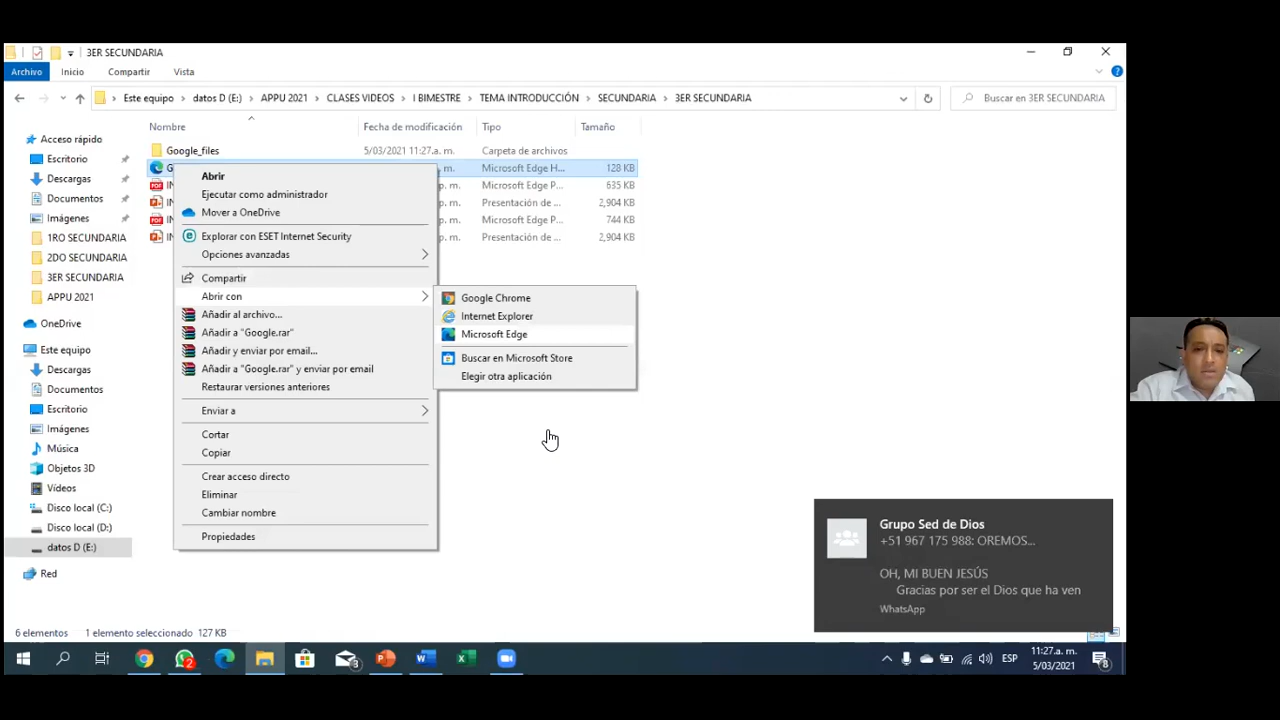 3ER SECUNDARIA
Archivo Inicio Compartir Vista
Este equipo datos D (E:) APPU 2021 CLASES VIDEOS I BIMESTRE TEMA INTRODUCCIÓN SECUNDARIA 3ER SECUNDARIA
Buscar en 3ER SECUNDARIA
Nombre Fecha de modificación Tipo Tamaño
Google_files 5/03/2021 11:27 a. m. Carpeta de archivos
G m. Microsoft Edge H... 128 KB
IN p. m. Microsoft Edge P... 635 KB
IN p. m. Presentación de ... 2,904 KB
IN p. m. Microsoft Edge P... 744 KB
IN p. m. Presentación de ... 2,904 KB
Acceso rápido
Escritorio
Descargas
Documentos
Imágenes
1RO SECUNDARIA
2DO SECUNDARIA
3ER SECUNDARIA
APPU 2021
OneDrive
Este equipo
Descargas
Documentos
Escritorio
Imágenes
Música
Objetos 3D
Vídeos
Disco local (C:)
Disco local (D:)
datos D (E:)
Red
Abrir
Ejecutar como administrador
Mover a OneDrive
Explorar con ESET Internet Security
Opciones avanzadas
Compartir
Abrir con
Añadir al archivo...
Añadir a "Google.rar"
Añadir y enviar por email...
Añadir a "Google.rar" y enviar por email
Restaurar versiones anteriores
Enviar a
Cortar
Copiar
Crear acceso directo
Eliminar
Cambiar nombre
Propiedades
Google Chrome
Internet Explorer
Microsoft Edge
Buscar en Microsoft Store
Elegir otra aplicación
Grupo Sed de Dios
+51 967 175 988: OREMOS...
OH, MI BUEN JESÚS
Gracias por ser el Dios que ha ven
WhatsApp
6 elementos 1 elemento seleccionado 127 KB
2 3 ESP 11:27 a. m.
5/03/2021
8